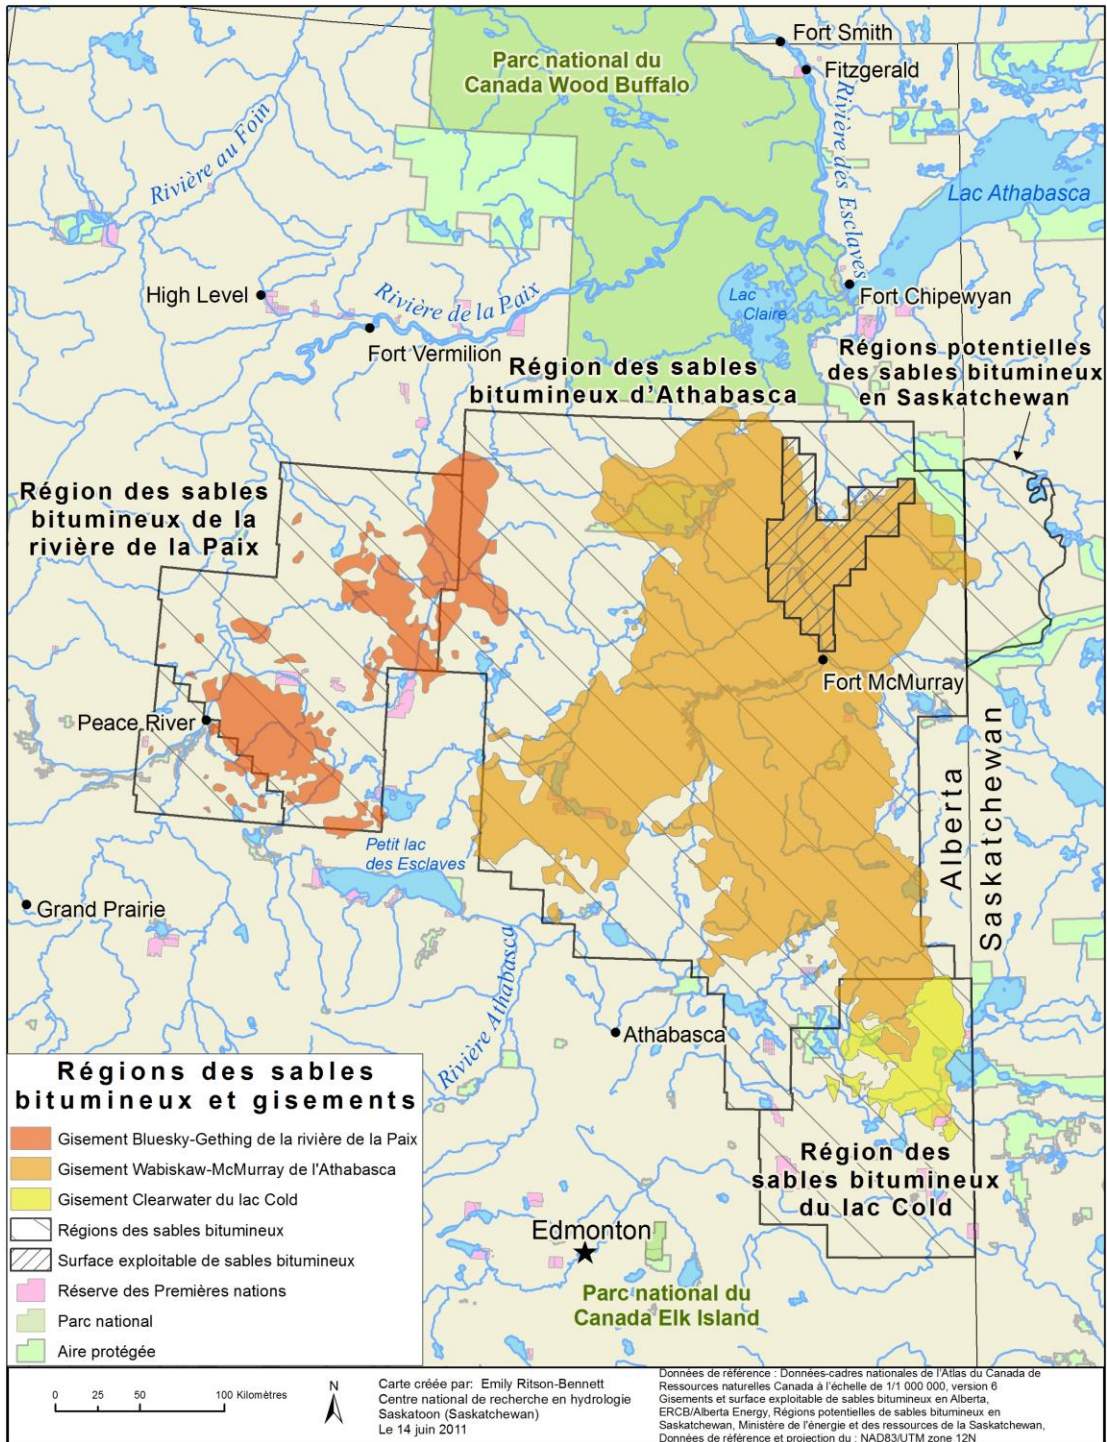 Fort Smith
Fitzgerald
Parc national du
Canada Wood Buffalo
Rivière au Foin
Rivière des Esclaves
Lac Athabasca
High Level
Rivière de la Paix
Fort Vermilion
Lac
Claire
Fort Chipewyan
Régions potentielles
des sables bitumineux
en Saskatchewan
Région des sables
bitumineux d'Athabasca
Région des sables
bitumineux de la
rivière de la Paix
Fort McMurray
Peace River
Alberta
Saskatchewan
Petit lac
des Esclaves
Grand Prairie
Rivière Athabasca
Athabasca
Région des
sables bitumineux
du lac Cold
Edmonton
Parc national du
Canada Elk Island
Régions des sables
bitumineux et gisements
Gisement Bluesky-Gething de la rivière de la Paix
Gisement Wabiskaw-McMurray de l'Athabasca
Gisement Clearwater du lac Cold
Régions des sables bitumineux
Surface exploitable de sables bitumineux
Réserve des Premières nations
Parc national
Aire protégée
0 25 50 100 Kilomètres
N
Carte créée par: Emily Ritson-Bennett
Centre national de recherche en hydrologie
Saskatoon (Saskatchewan)
Le 14 juin 2011
Données de référence : Données-cadres nationales de l'Atlas du Canada de
Ressources naturelles Canada à l'échelle de 1/1 000 000, version 6
Gisements et surface exploitable de sables bitumineux en Alberta,
ERCB/Alberta Energy, Régions potentielles de sables bitumineux en
Saskatchewan, Ministère de l'énergie et des ressources de la Saskatchewan,
Données de référence et projection du : NAD83/UTM zone 12N